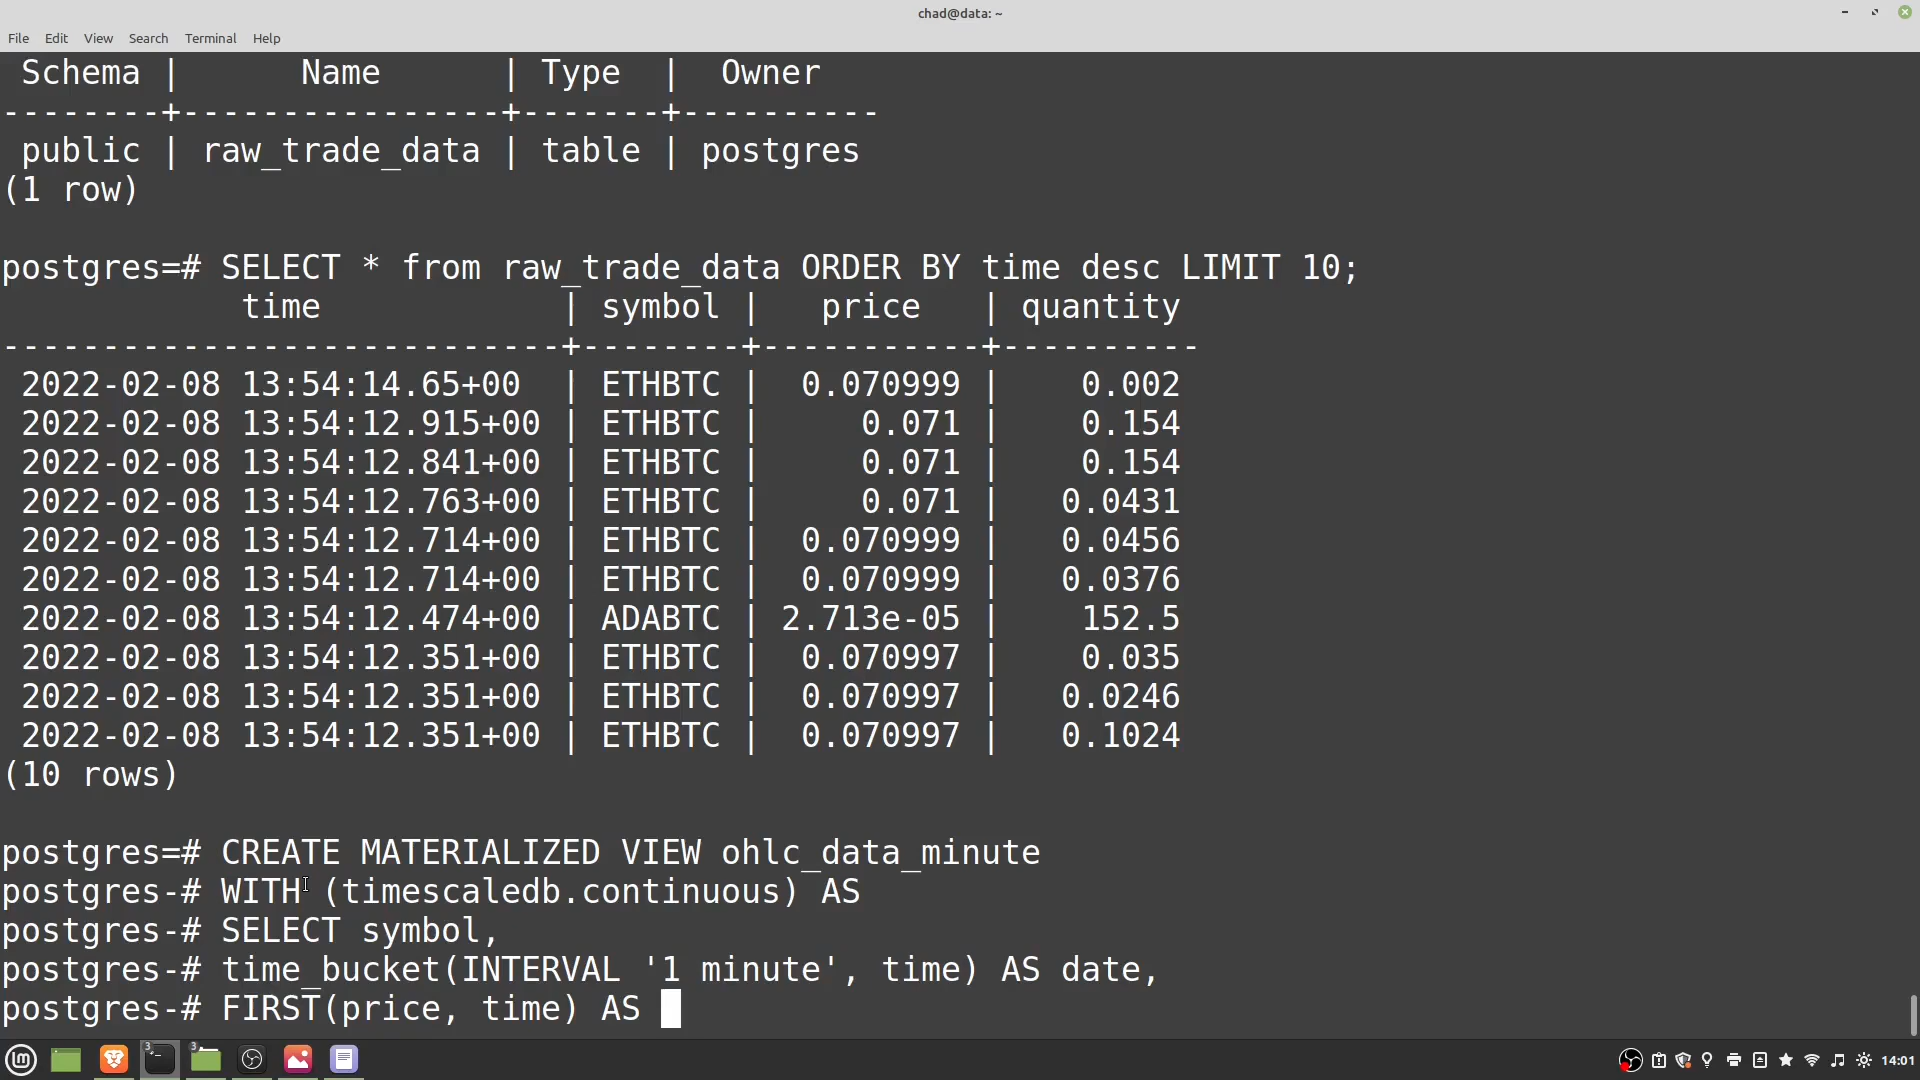 chad@data: ~
File Edit View Search Terminal Help
Schema | Name | Type | Owner
--------+----------------+-------+----------
public | raw_trade_data | table | postgres
(1 row)
postgres=# SELECT * from raw_trade_data ORDER BY time desc LIMIT 10;
time | symbol | price | quantity
----------------------------+--------+-----------+----------
2022-02-08 13:54:14.65+00 | ETHBTC | 0.070999 | 0.002
2022-02-08 13:54:12.915+00 | ETHBTC | 0.071 | 0.154
2022-02-08 13:54:12.841+00 | ETHBTC | 0.071 | 0.154
2022-02-08 13:54:12.763+00 | ETHBTC | 0.071 | 0.0431
2022-02-08 13:54:12.714+00 | ETHBTC | 0.070999 | 0.0456
2022-02-08 13:54:12.714+00 | ETHBTC | 0.070999 | 0.0376
2022-02-08 13:54:12.474+00 | ADABTC | 2.713e-05 | 152.5
2022-02-08 13:54:12.351+00 | ETHBTC | 0.070997 | 0.035
2022-02-08 13:54:12.351+00 | ETHBTC | 0.070997 | 0.0246
2022-02-08 13:54:12.351+00 | ETHBTC | 0.070997 | 0.1024
(10 rows)
postgres=# CREATE MATERIALIZED VIEW ohlc_data_minute
postgres-# WITH (timescaledb.continuous) AS
postgres-# SELECT symbol,
postgres-# time_bucket(INTERVAL '1 minute', time) AS date,
postgres-# FIRST(price, time) AS
3 3 14:01